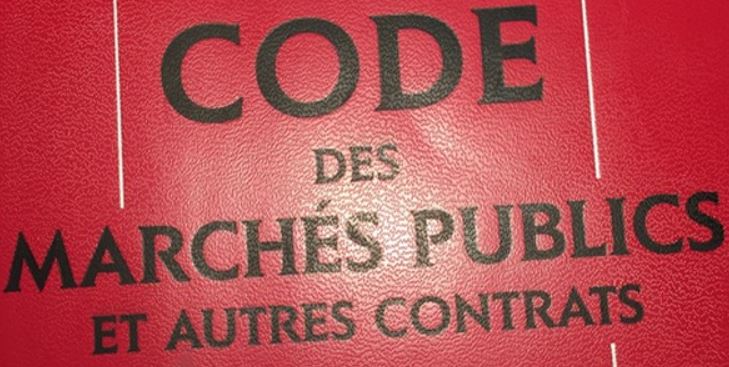 CODE
DES
MARCHÉS PUBLICS
ET AUTRES CONTRATS